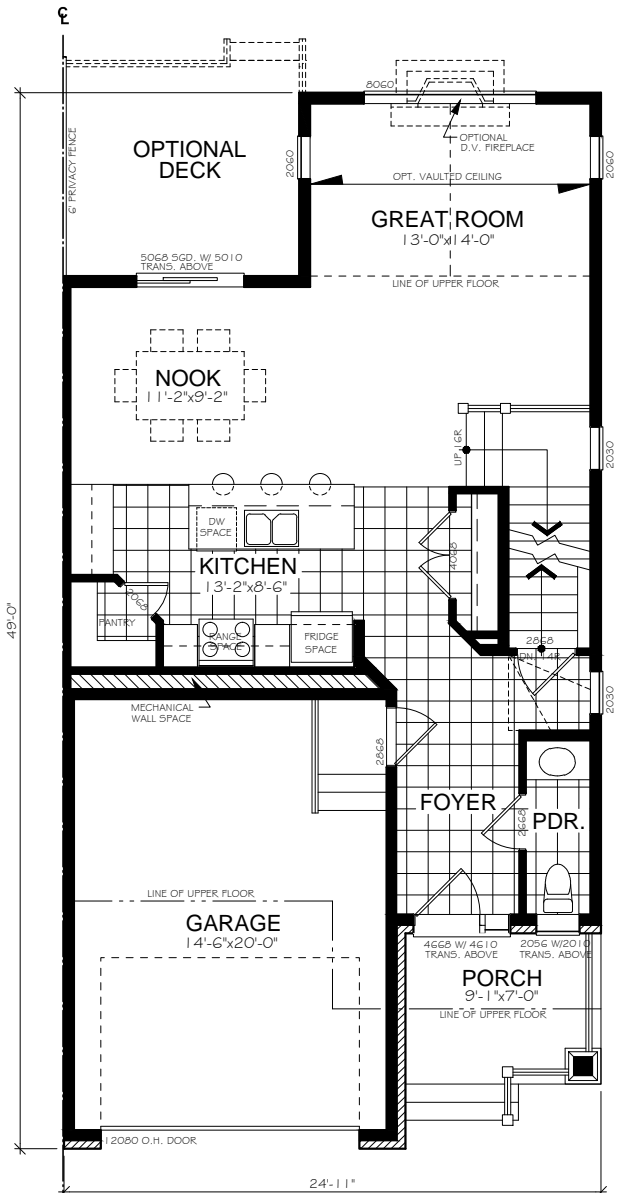 ℄
8060
OPTIONAL
D.V. FIREPLACE
6' PRIVACY FENCE
OPTIONAL
DECK
2060
2060
OPT. VAULTED CEILING
GREAT ROOM
13'-0"x14'-0"
5068 SGD. W/ 5010
TRANS. ABOVE
LINE OF UPPER FLOOR
NOOK
11'-2"x9'-2"
UP 16R
2030
DW
SPACE
KITCHEN
13'-2"x8'-6"
4068
2068
PANTRY
RANGE
SPACE
FRIDGE
SPACE
2868
DN. 14R
49'-0"
MECHANICAL
WALL SPACE
2030
2868
FOYER
2668
PDR.
LINE OF UPPER FLOOR
GARAGE
14'-6"x20'-0"
4668 W/ 4610
TRANS. ABOVE
2056 W/2010
TRANS. ABOVE
PORCH
9'-1"x7'-0"
LINE OF UPPER FLOOR
12080 O.H. DOOR
24'-11"